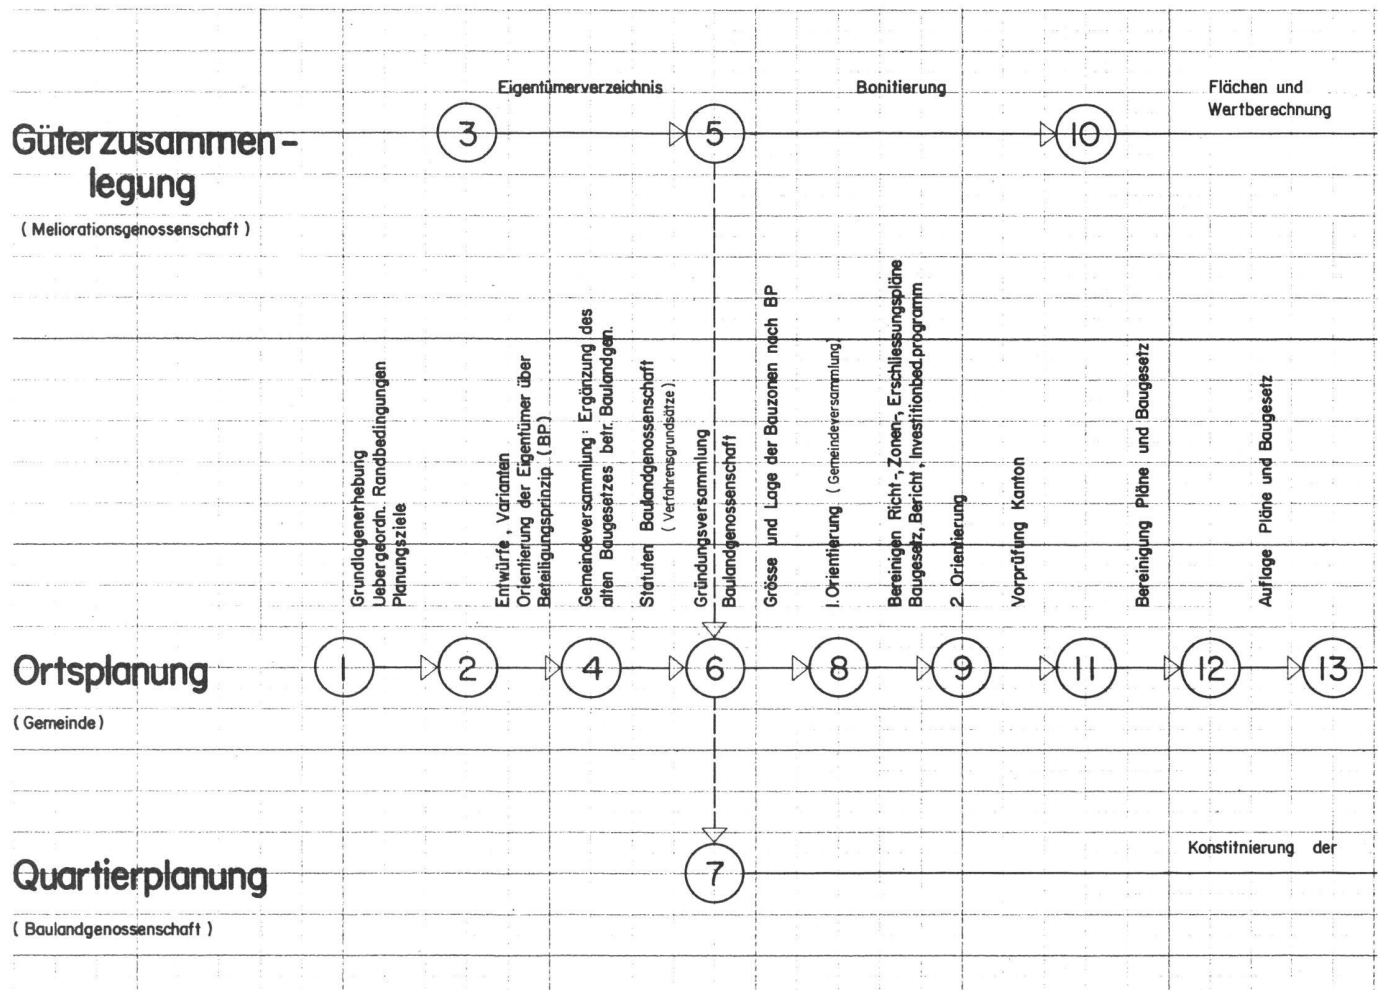 Eigentümerverzeichnis
Bonitierung
Flächen und
Wertberechnung
Güterzusammen-
legung
( Meliorationsgenossenschaft )
3
5
10
Grundlagenerhebung
Uebergeordn. Randbedingungen
Planungsziele
Entwürfe , Varianten
Orientierung der Eigentümer über
Beteiligungsprinzip (BP)
Gemeindeversammlung: Ergänzung des
alten Baugesetzes betr. Baulandgen.
Statuten Baulandgenossenschaft
( Verfahrensgrundsätze).
Gründungsversammlung
Baulandgenossenschaft
Grösse und Lage der Bauzonen nach BP
1.Orientierung ( Gemeindeversammlung)
Bereinigen Richt-, Zonen-, Erschliessungspläne
Baugesetz, Bericht, Investitionbed.programm
2. Orientierung
Vorprüfung Kanton
Bereinigung Pläne und Baugesetz
Auflage Pläne und Baugesetz
Ortsplanung
( Gemeinde )
1
2
4
6
8
9
11
12
13
Quartierplanung
( Baulandgenossenschaft )
7
Konstitnierung der